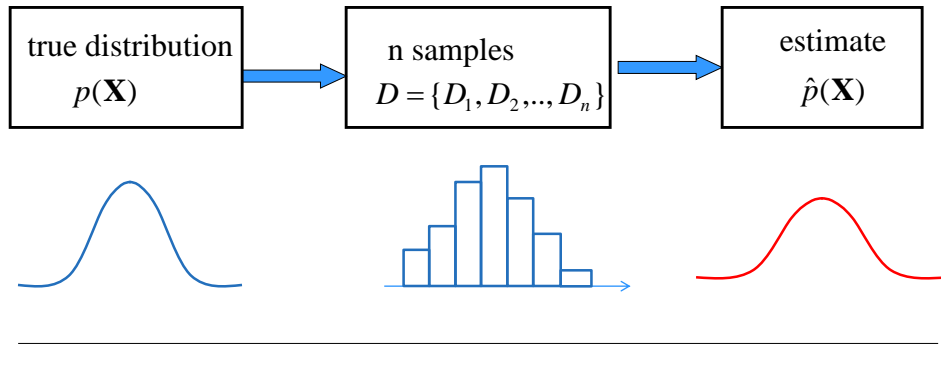 true distribution
p(X)
n samples
D = {D₁, D₂,.., Dₙ}
estimate
p̂(X)